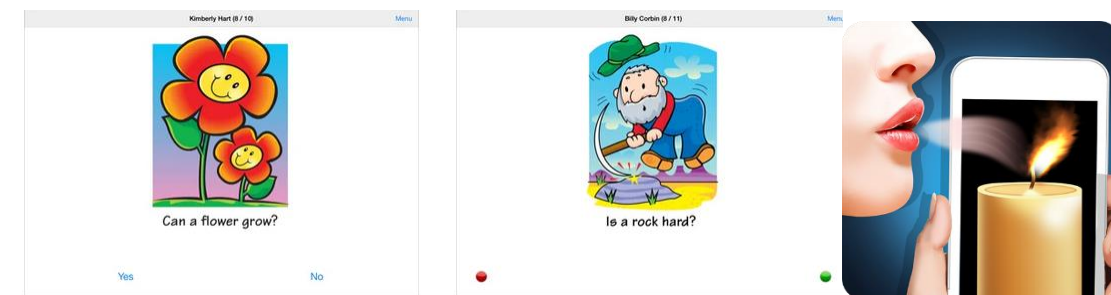 Kimberly Hart (8 / 10)
Menu
Can a flower grow?
Yes
No
Billy Corbin (8 / 11)
Menu
Is a rock hard?